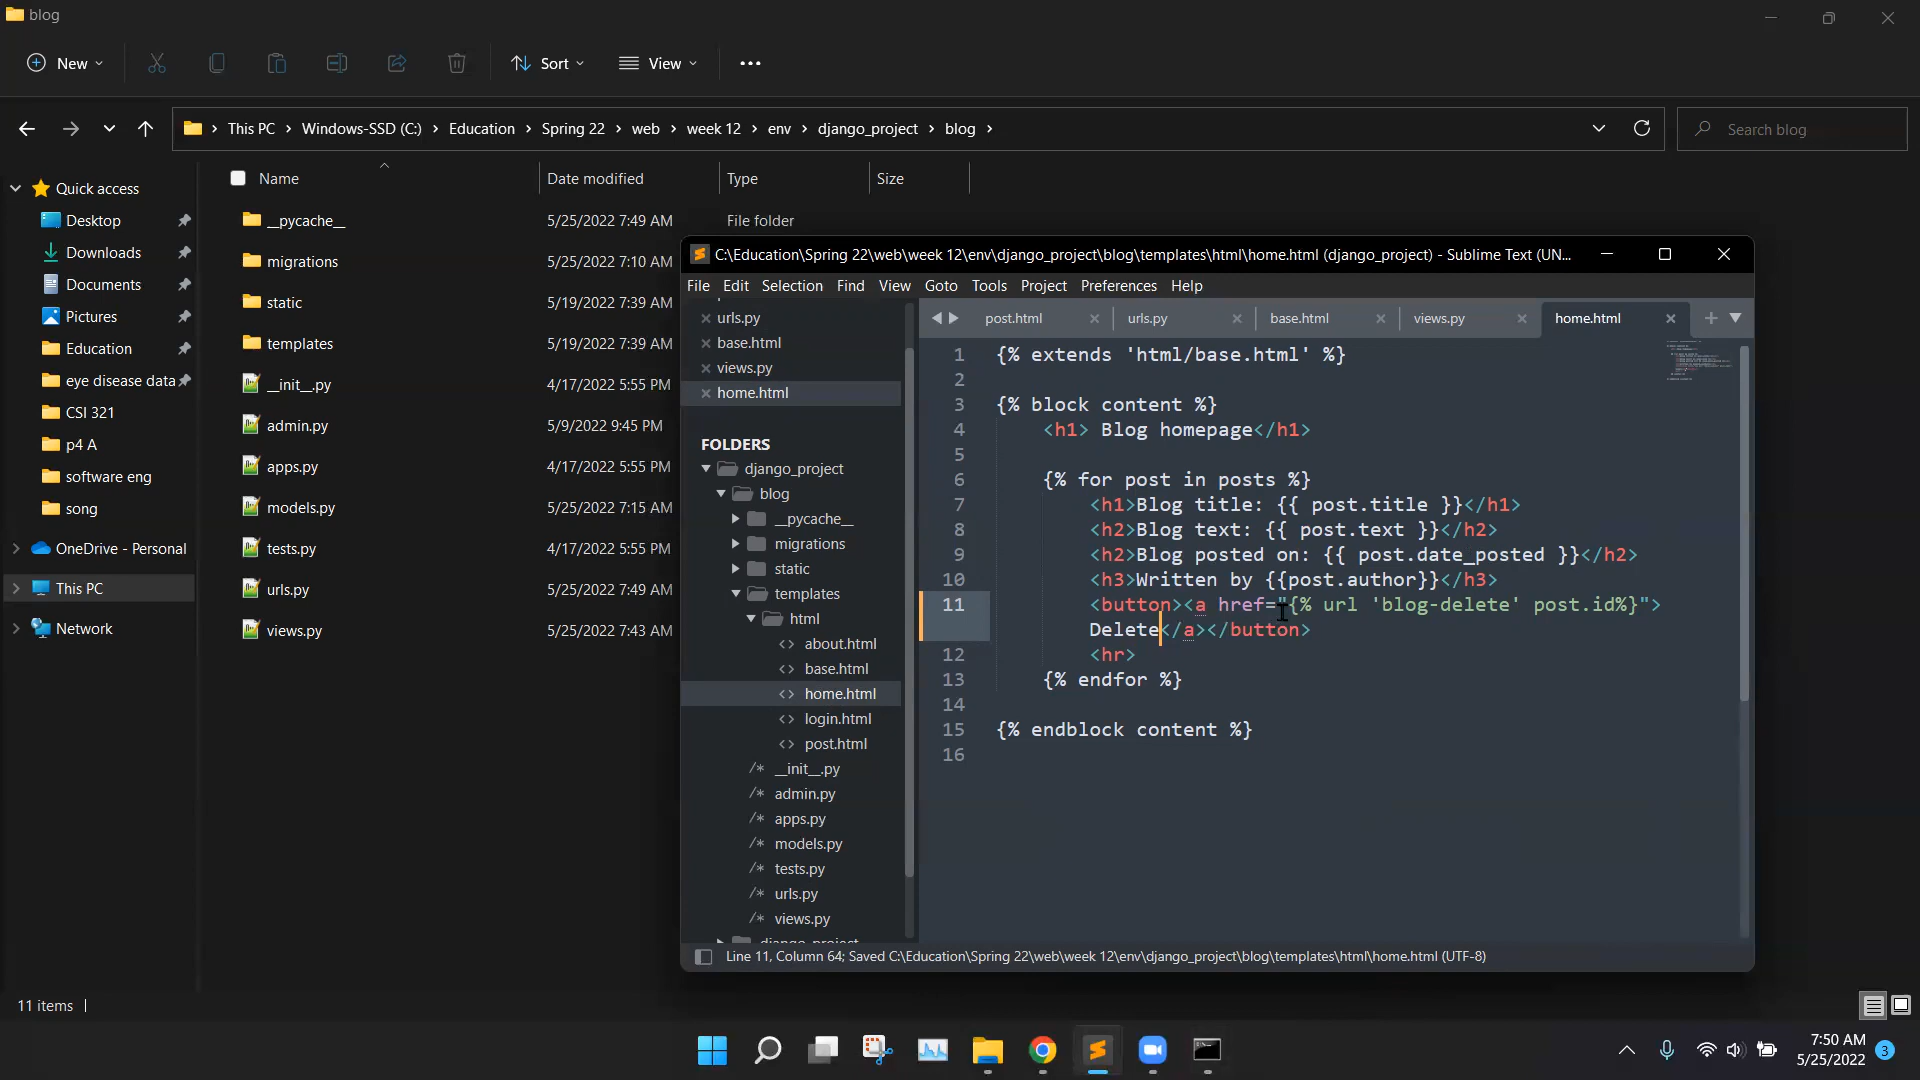 blog
New
Sort
View
This PC
Windows-SSD (C:)
Education
Spring 22
web
week 12
env
django_project
blog
Search blog
Quick access
Desktop
Downloads
Documents
Pictures
Education
eye disease data
CSI 321
p4 A
software eng
song
OneDrive - Personal
This PC
Network
Name Date modified Type Size
__pycache__ 5/25/2022 7:49 AM File folder
migrations 5/25/2022 7:10 AM
static 5/19/2022 7:39 AM
templates 5/19/2022 7:39 AM
__init__.py 4/17/2022 5:55 PM
admin.py 5/9/2022 9:45 PM
apps.py 4/17/2022 5:55 PM
models.py 5/25/2022 7:15 AM
tests.py 4/17/2022 5:55 PM
urls.py 5/25/2022 7:49 AM
views.py 5/25/2022 7:43 AM
11 items
C:\Education\Spring 22\web\week 12\env\django_project\blog\templates\html\home.html (django_project) - Sublime Text (UN...
File Edit Selection Find View Goto Tools Project Preferences Help
urls.py
base.html
views.py
home.html
FOLDERS
django_project
blog
__pycache__
migrations
static
templates
html
about.html
base.html
home.html
login.html
post.html
__init__.py
admin.py
apps.py
models.py
tests.py
urls.py
views.py
django_project
post.html urls.py base.html views.py home.html
1 {% extends 'html/base.html' %}
2
3 {% block content %}
4 <h1> Blog homepage</h1>
5
6 {% for post in posts %}
7 <h1>Blog title: {{ post.title }}</h1>
8 <h2>Blog text: {{ post.text }}</h2>
9 <h2>Blog posted on: {{ post.date_posted }}</h2>
10 <h3>Written by {{post.author}}</h3>
11 <button><a href="{% url 'blog-delete' post.id%}">
Delete</a></button>
12 <hr>
13 {% endfor %}
14
15 {% endblock content %}
16
Line 11, Column 64; Saved C:\Education\Spring 22\web\week 12\env\django_project\blog\templates\html\home.html (UTF-8)
7:50 AM
5/25/2022
3